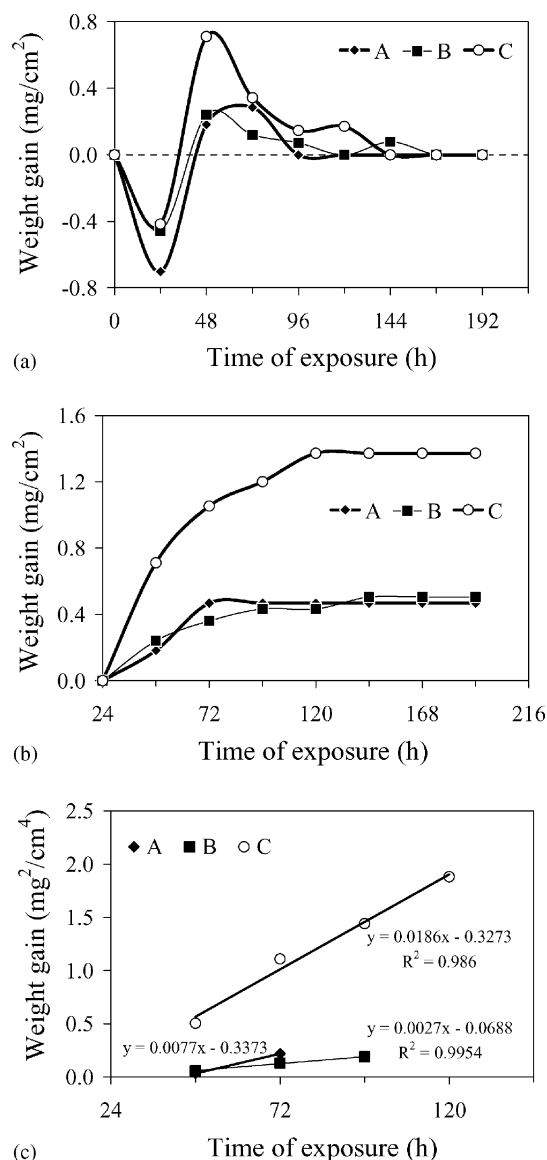 A B C
Weight gain (mg/cm²)
0.8
0.4
0.0
-0.4
-0.8
0 48 96 144 192
Time of exposure (h)
(a)
Weight gain (mg/cm²)
1.6
1.2
A B C
0.8
0.4
0.0
24 72 120 168 216
Time of exposure (h)
(b)
Weight gain (mg²/cm⁴)
2.5
A B C
2.0
1.5
y = 0.0186x - 0.3273
R² = 0.986
1.0
0.5
y = 0.0077x - 0.3373
y = 0.0027x - 0.0688
R² = 0.9954
0.0
24 72 120
Time of exposure (h)
(c)